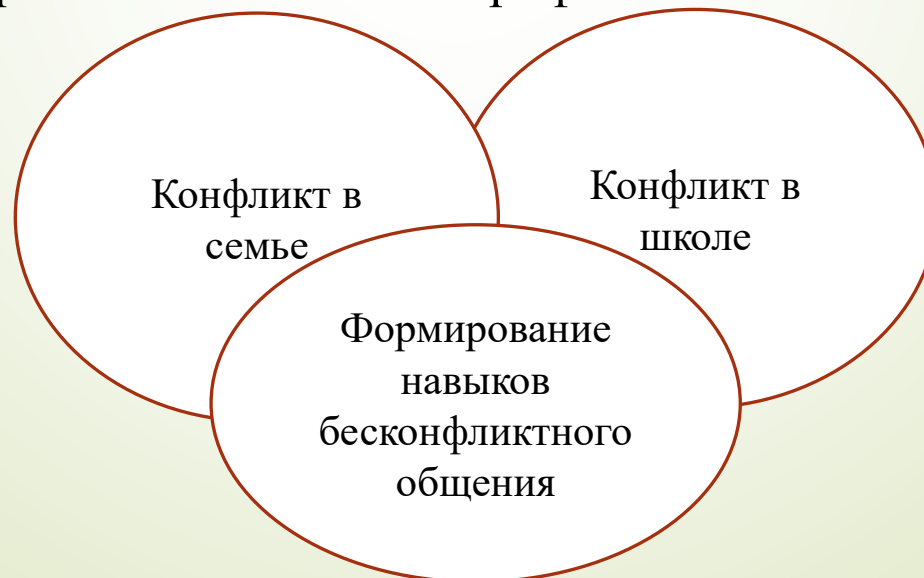 Конфликт в
семье
Конфликт в
школе
Формирование
навыков
бесконфликтного
общения